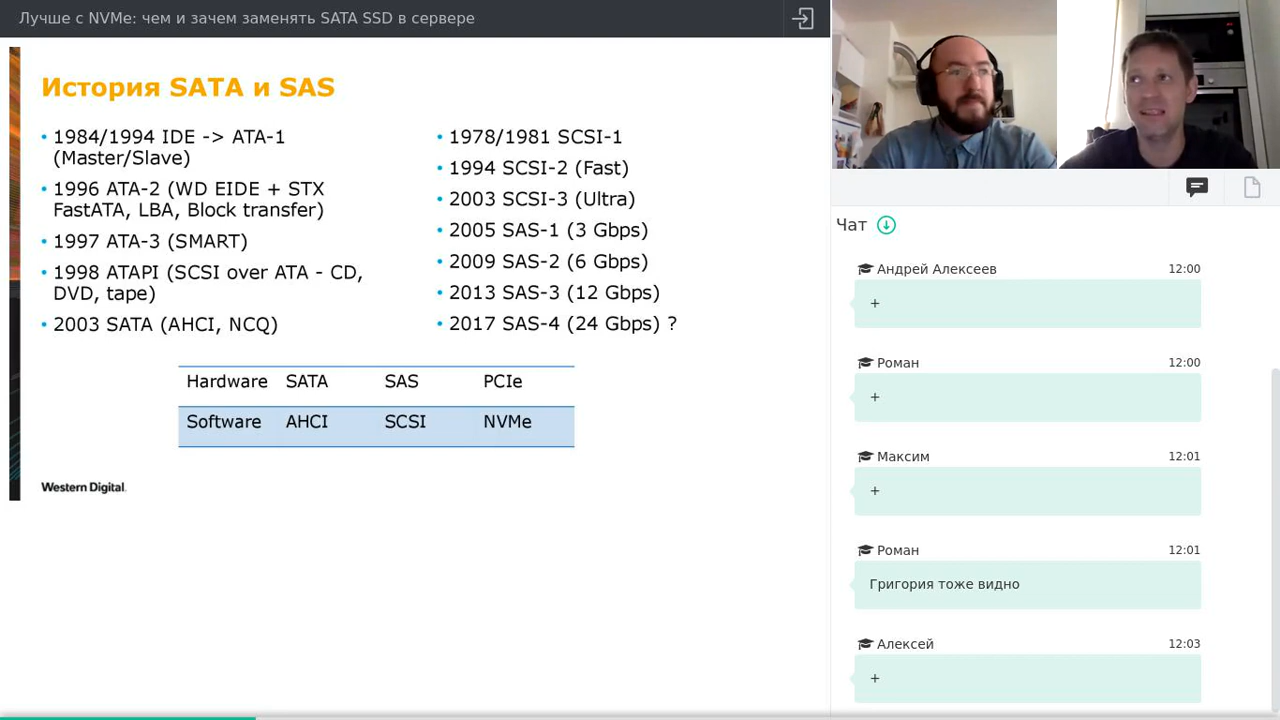 Лучше с NVMe: чем и зачем заменять SATA SSD в сервере
История SATA и SAS
• 1984/1994 IDE -> ATA-1
(Master/Slave)
• 1996 ATA-2 (WD EIDE + STX
FastATA, LBA, Block transfer)
• 1997 ATA-3 (SMART)
• 1998 ATAPI (SCSI over ATA - CD,
DVD, tape)
• 2003 SATA (AHCI, NCQ)
• 1978/1981 SCSI-1
• 1994 SCSI-2 (Fast)
• 2003 SCSI-3 (Ultra)
• 2005 SAS-1 (3 Gbps)
• 2009 SAS-2 (6 Gbps)
• 2013 SAS-3 (12 Gbps)
• 2017 SAS-4 (24 Gbps) ?
Hardware SATA SAS PCIe
Software AHCI SCSI NVMe
Western Digital.
Чат
Андрей Алексеев 12:00
+
Роман 12:00
+
Максим 12:01
+
Роман 12:01
Григория тоже видно
Алексей 12:03
+